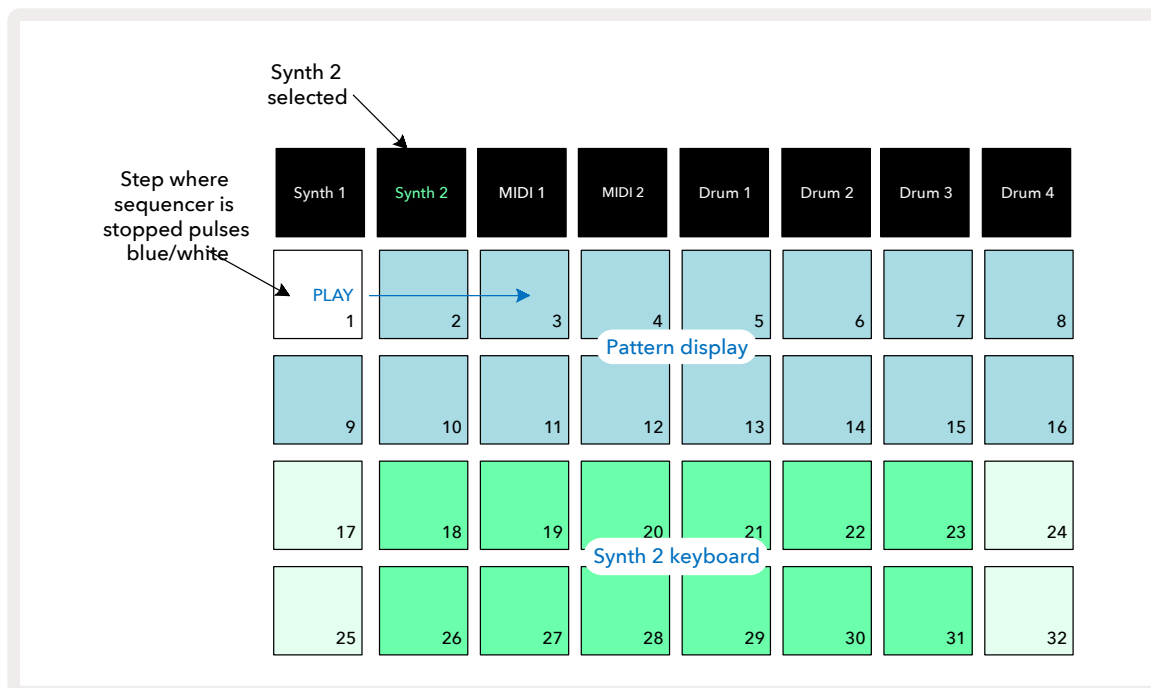 Synth 2
selected
Step where
sequencer is
stopped pulses
blue/white
Synth 1 Synth 2 MIDI 1 MIDI 2 Drum 1 Drum 2 Drum 3 Drum 4
PLAY
1 2 3 4 5 6 7 8
Pattern display
9 10 11 12 13 14 15 16
17 18 19 20 21 22 23 24
Synth 2 keyboard
25 26 27 28 29 30 31 32